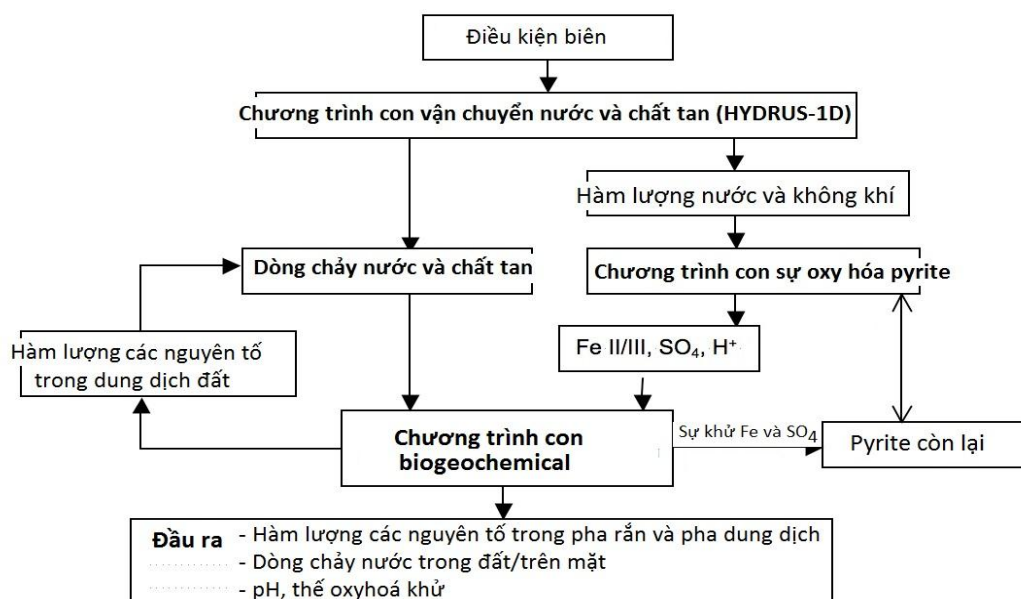 Điều kiện biên
Chương trình con vận chuyển nước và chất tan (HYDRUS-1D)
Hàm lượng nước và không khí
Dòng chảy nước và chất tan
Chương trình con sự oxy hóa pyrite
Hàm lượng các nguyên tố
trong dung dịch đất
Fe II/III, SO₄, H⁺
Chương trình con
biogeochemical
Sự khử Fe và SO₄
Pyrite còn lại
Đầu ra - Hàm lượng các nguyên tố trong pha rắn và pha dung dịch
- Dòng chảy nước trong đất/trên mặt
- pH, thế oxyhoá khử